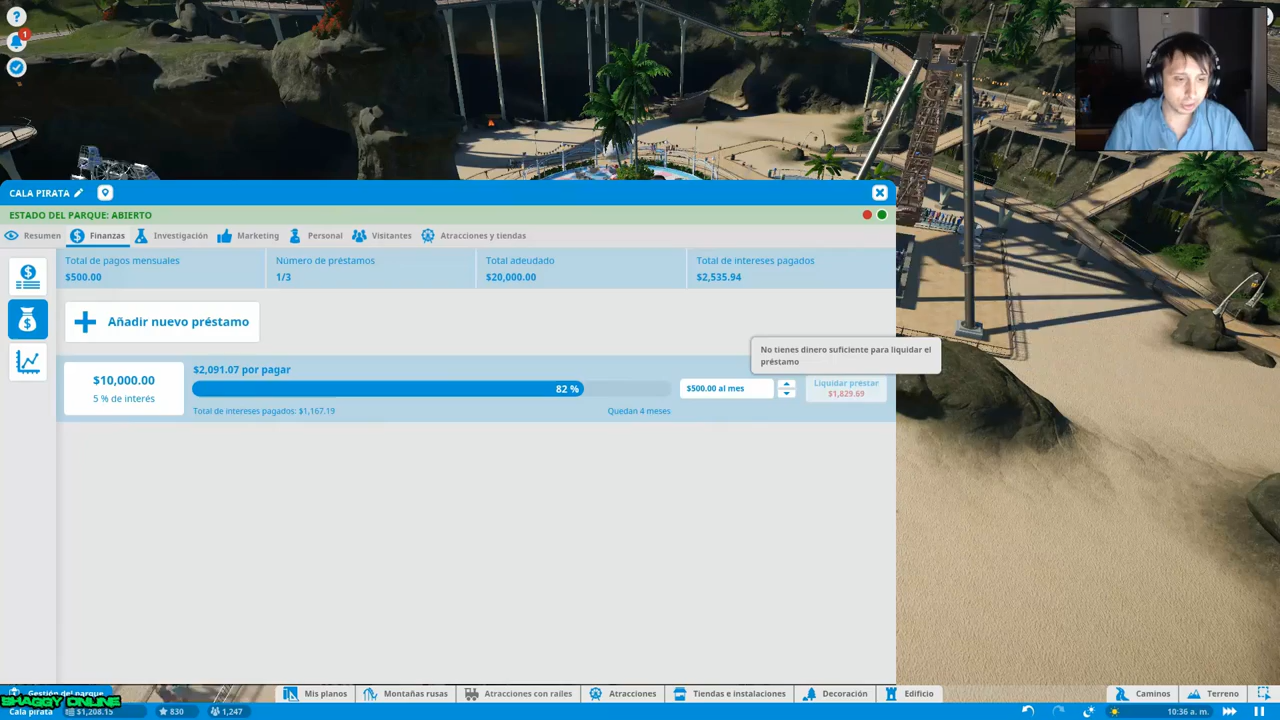 1
CALA PIRATA
ESTADO DEL PARQUE: ABIERTO
Resumen
Finanzas
Investigación
Marketing
Personal
Visitantes
Atracciones y tiendas
Total de pagos mensuales
$500.00
Número de préstamos
1/3
Total adeudado
$20,000.00
Total de intereses pagados
$2,535.94
Añadir nuevo préstamo
No tienes dinero suficiente para liquidar el
préstamo
$10,000.00
5 % de interés
$2,091.07 por pagar
82 %
Total de intereses pagados: $1,167.19
Quedan 4 meses
$500.00 al mes
Liquidar préstar
$1,829.69
Gestión del parque
SHAGGY ONLINE
Mis planos
Montañas rusas
Atracciones con raíles
Atracciones
Tiendas e instalaciones
Decoración
Edificio
Caminos
Terreno
Cala pirata
$1,208.15
830
1,247
10:36 a. m.